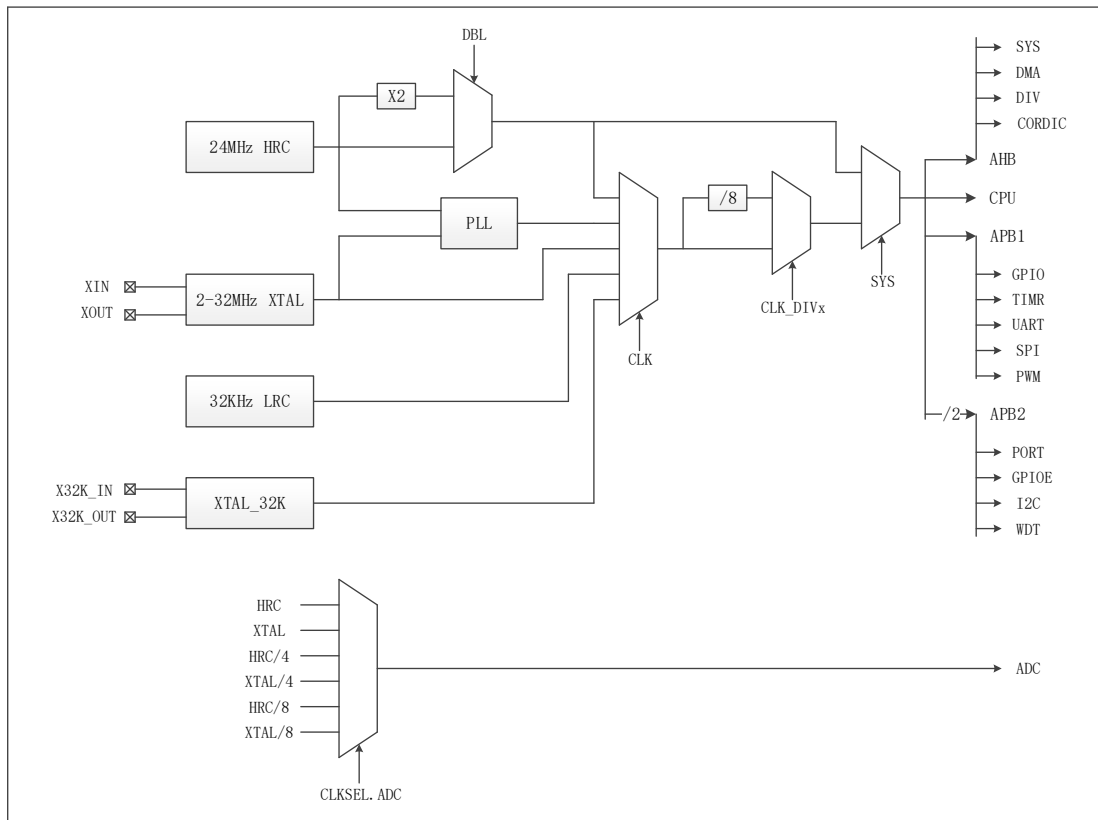 DBL
X2
24MHz HRC
PLL
XIN
XOUT
2-32MHz XTAL
32KHz LRC
X32K_IN
X32K_OUT
XTAL_32K
CLK
/8
CLK_DIVx
SYS
SYS
DMA
DIV
CORDIC
AHB
CPU
APB1
GPIO
TIMR
UART
SPI
PWM
/2
APB2
PORT
GPIOE
I2C
WDT
HRC
XTAL
HRC/4
XTAL/4
HRC/8
XTAL/8
CLKSEL.ADC
ADC